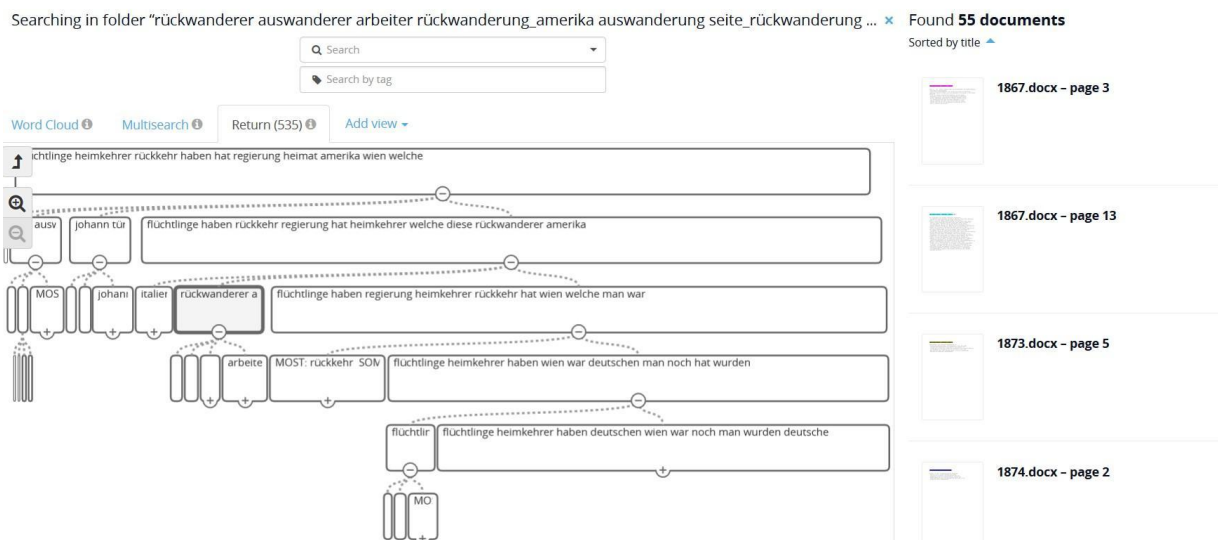 Searching in folder “rückwanderer auswanderer arbeiter rückwanderung_amerika auswanderung seite_rückwanderung ... ×
Search
Search by tag
Word Cloud
Multisearch
Return (535)
Add view
ichtlinge heimkehrer rückkehr haben hat regierung heimat amerika wien welche
ausv
johann tür
flüchtlinge haben rückkehr regierung hat heimkehrer welche diese rückwanderer amerika
MOS
johann
italier
rückwanderer a
flüchtlinge haben regierung heimkehrer rückkehr hat wien welche man war
arbeite
MOST: rückkehr SOM
flüchtlinge heimkehrer haben wien war deutschen man noch hat wurden
flüchtlir
flüchtlinge heimkehrer haben deutschen wien war noch man wurden deutsche
MO
Found 55 documents
Sorted by title
1867.docx – page 3
1867.docx – page 13
1873.docx – page 5
1874.docx – page 2